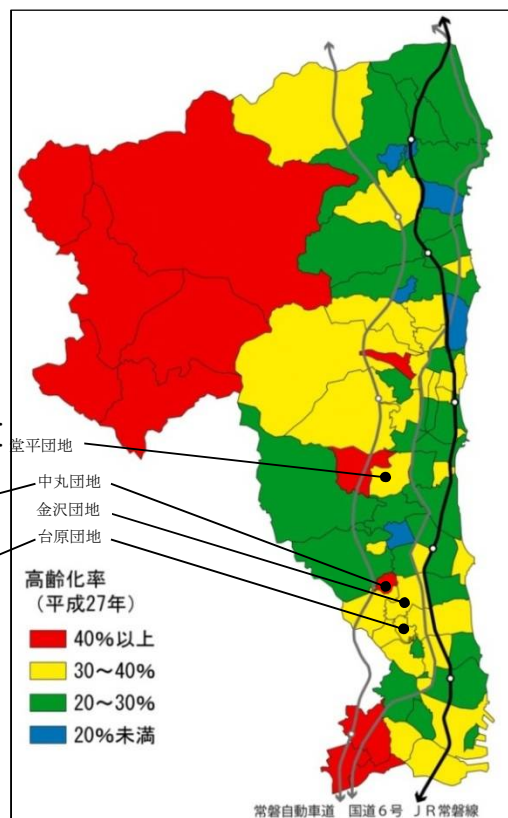 堂平団地
中丸団地
金沢団地
台原団地
高齢化率
(平成27年)
40%以上
30～40%
20～30%
20%未満
常磐自動車道 国道６号 ＪＲ常磐線